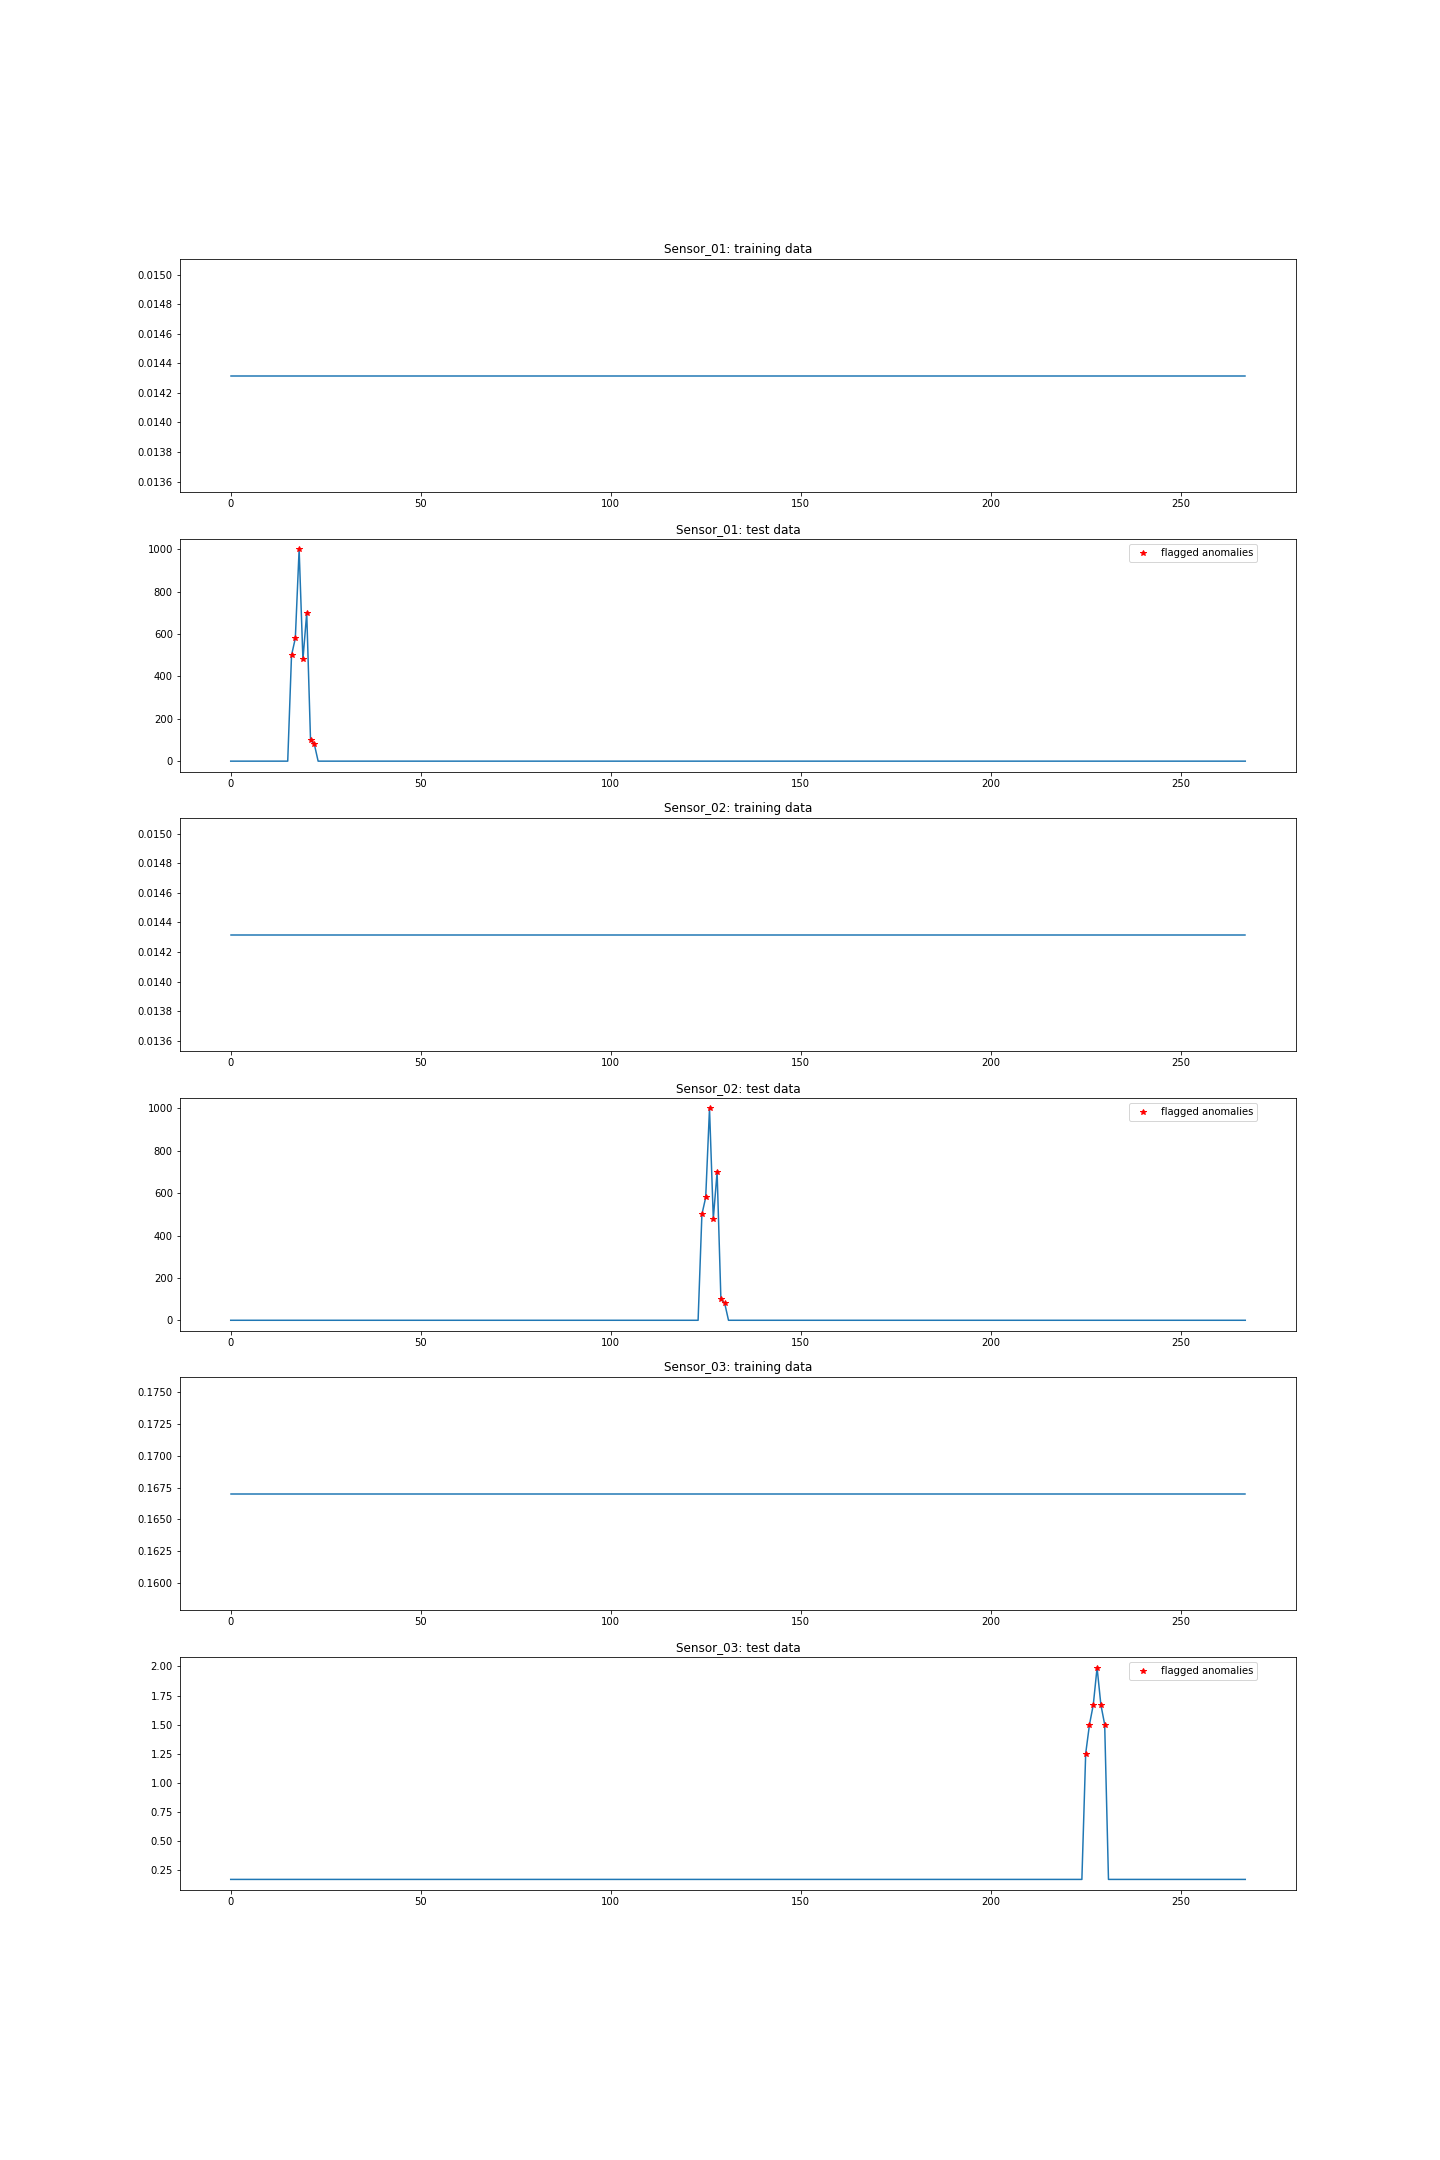 Sensor_01: training data
0.0150
0.0148
0.0146
0.0144
0.0142
0.0140
0.0138
0.0136
0 50 100 150 200 250
Sensor_01: test data
flagged anomalies
1000
800
600
400
200
0
0 50 100 150 200 250
Sensor_02: training data
0.0150
0.0148
0.0146
0.0144
0.0142
0.0140
0.0138
0.0136
0 50 100 150 200 250
Sensor_02: test data
flagged anomalies
1000
800
600
400
200
0
0 50 100 150 200 250
Sensor_03: training data
0.1750
0.1725
0.1700
0.1675
0.1650
0.1625
0.1600
0 50 100 150 200 250
Sensor_03: test data
flagged anomalies
2.00
1.75
1.50
1.25
1.00
0.75
0.50
0.25
0 50 100 150 200 250